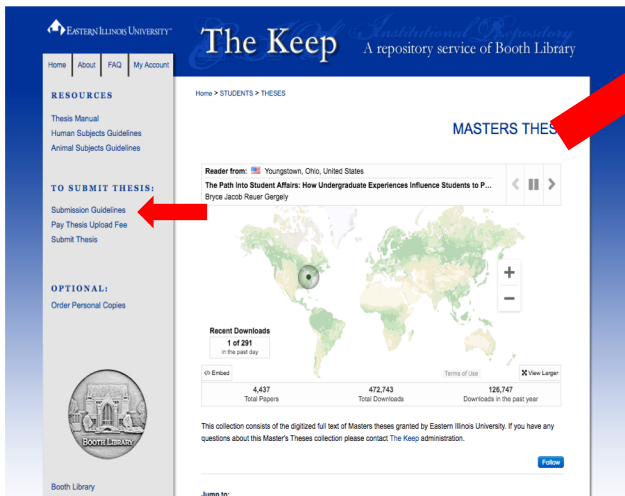 EASTERN ILLINOIS UNIVERSITY™
The Keep
Institutional Repository
A repository service of Booth Library
Home
About
FAQ
My Account
RESOURCES
Thesis Manual
Human Subjects Guidelines
Animal Subjects Guidelines
TO SUBMIT THESIS:
Submission Guidelines
Pay Thesis Upload Fee
Submit Thesis
OPTIONAL:
Order Personal Copies
BOOTH LIBRARY
Booth Library
Home > STUDENTS > THESES
MASTERS THES
Reader from: Youngstown, Ohio, United States
The Path Into Student Affairs: How Undergraduate Experiences Influence Students to P...
Bryce Jacob Reuer Gergely
+
−
Recent Downloads
1 of 291
in the past day
</> Embed
Terms of Use
View Larger
4,437
Total Papers
472,743
Total Downloads
126,747
Downloads in the past year
This collection consists of the digitized full text of Masters theses granted by Eastern Illinois University. If you have any
questions about this Master's Theses collection please contact The Keep administration.
Follow
Jump to: